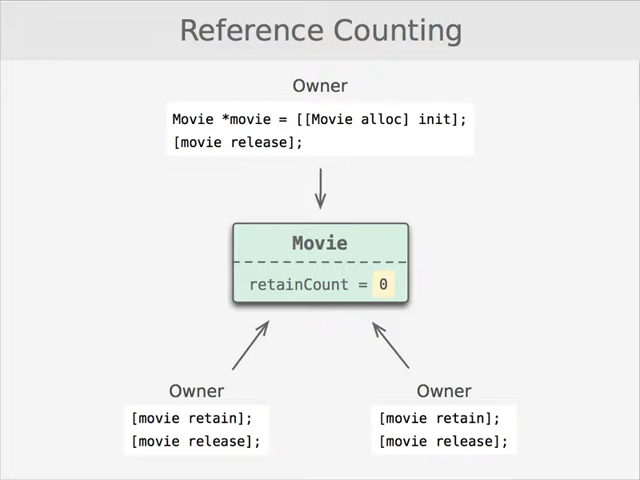 Reference Counting
Owner
Movie *movie = [[Movie alloc] init];
[movie release];
Movie
retainCount = 0
Owner
[movie retain];
[movie release];
Owner
[movie retain];
[movie release];